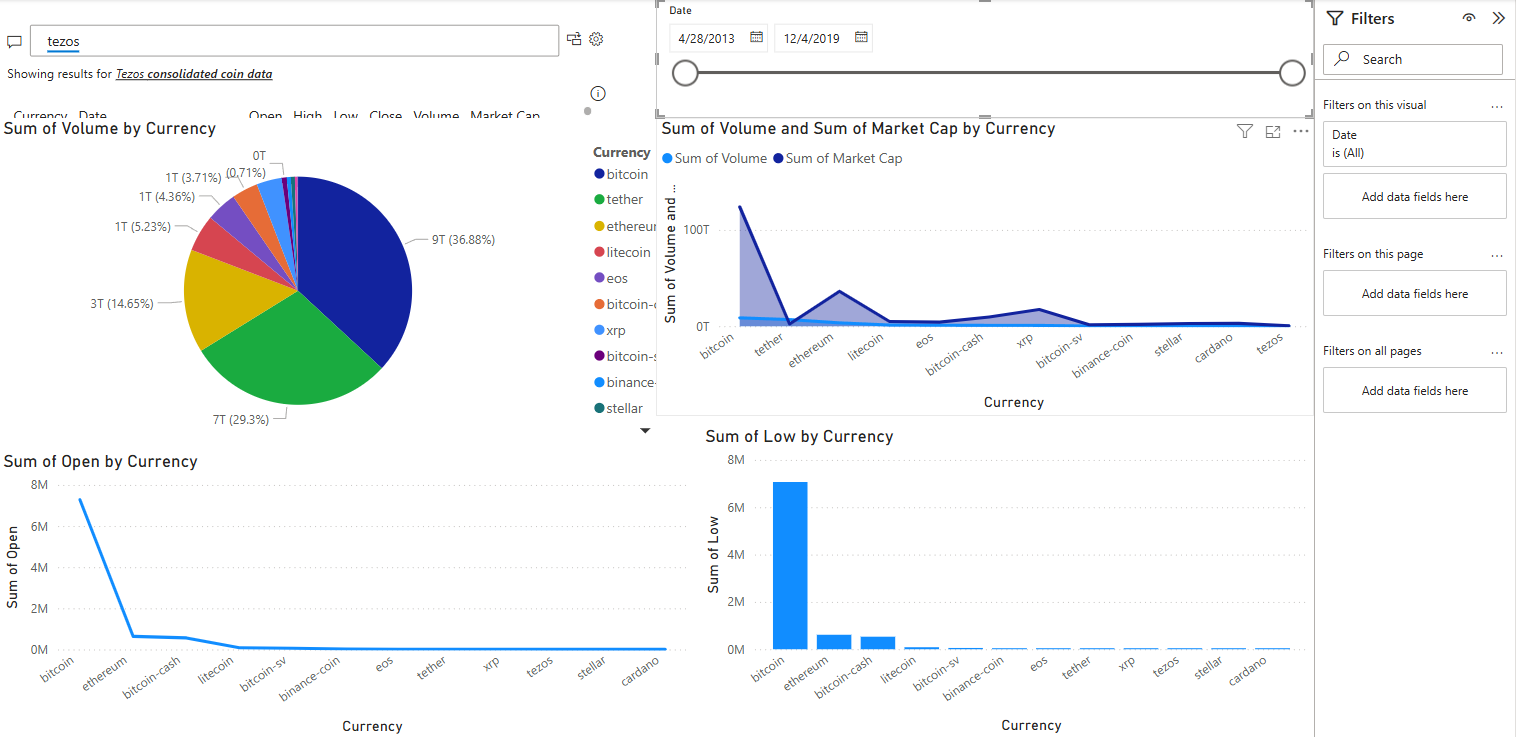 tezos
Showing results for Tezos consolidated coin data
Currency Date Open High Low Close Volume Market Cap
Sum of Volume by Currency
0T
(0.71%)
1T (3.71%)
1T (4.36%)
1T (5.23%)
3T (14.65%)
7T (29.3%)
9T (36.88%)
Currency
bitcoin
tether
ethereu
litecoin
eos
bitcoin-c
xrp
bitcoin-s
binance-
stellar
Date
4/28/2013
12/4/2019
Sum of Volume and Sum of Market Cap by Currency
Sum of Volume Sum of Market Cap
Sum of Volume and ...
100T
0T
bitcoin
tether
ethereum
litecoin
eos
bitcoin-cash
xrp
bitcoin-sv
binance-coin
stellar
cardano
tezos
Currency
Sum of Open by Currency
Sum of Open
8M
6M
4M
2M
0M
bitcoin
ethereum
bitcoin-cash
litecoin
bitcoin-sv
binance-coin
eos
tether
xrp
tezos
stellar
cardano
Currency
Sum of Low by Currency
Sum of Low
8M
6M
4M
2M
0M
bitcoin
ethereum
bitcoin-cash
litecoin
bitcoin-sv
binance-coin
eos
tether
xrp
tezos
stellar
cardano
Currency
Filters
Search
Filters on this visual ...
Date
is (All)
Add data fields here
Filters on this page ...
Add data fields here
Filters on all pages ...
Add data fields here